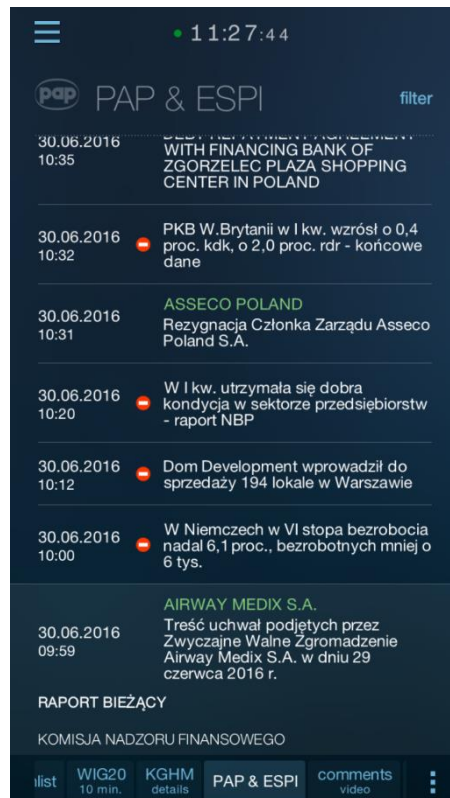 11:27:44
pap PAP & ESPI filter
30.06.2016
10:35
DEBT REPAYMENT AGREEMENT
WITH FINANCING BANK OF
ZGORZELEC PLAZA SHOPPING
CENTER IN POLAND
30.06.2016
10:32
PKB W.Brytanii w I kw. wzrósł o 0,4
proc. kdk, o 2,0 proc. rdr - końcowe
dane
30.06.2016
10:31
ASSECO POLAND
Rezygnacja Członka Zarządu Asseco
Poland S.A.
30.06.2016
10:20
W I kw. utrzymała się dobra
kondycja w sektorze przedsiębiorstw
- raport NBP
30.06.2016
10:12
Dom Development wprowadził do
sprzedaży 194 lokale w Warszawie
30.06.2016
10:00
W Niemczech w VI stopa bezrobocia
nadal 6,1 proc., bezrobotnych mniej o
6 tys.
30.06.2016
09:59
AIRWAY MEDIX S.A.
Treść uchwał podjętych przez
Zwyczajne Walne Zgromadzenie
Airway Medix S.A. w dniu 29
czerwca 2016 r.
RAPORT BIEŻĄCY
KOMISJA NADZORU FINANSOWEGO
WIG20 KGHM PAP & ESPI comments
10 min. details video